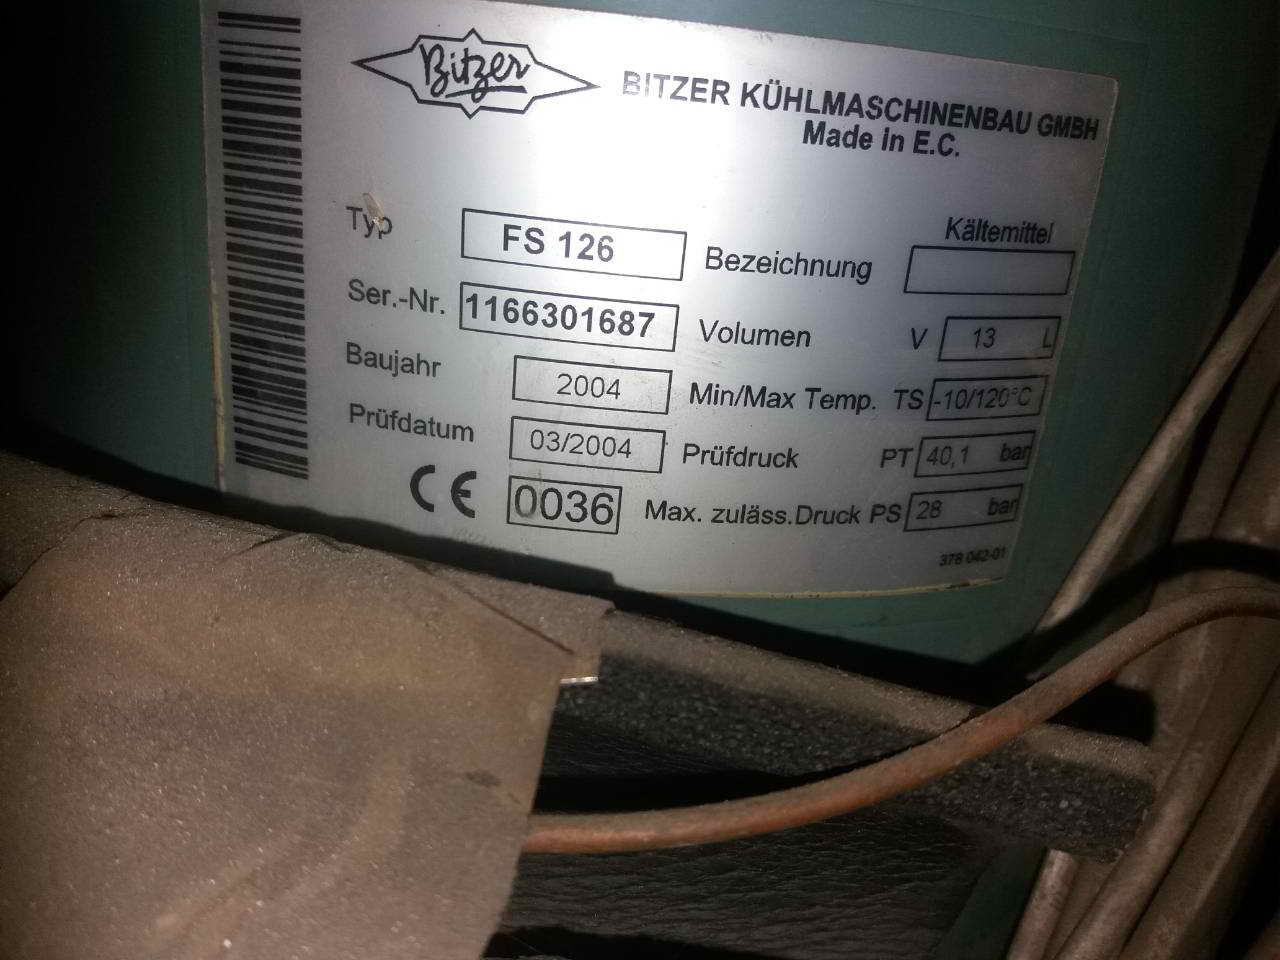 Bitzer
BITZER KÜHLMASCHINENBAU GMBH
Made in E.C.
Kältemittel
Typ FS 126 Bezeichnung
Ser.-Nr. 1166301687 Volumen V 13 L
Baujahr 2004 Min/Max Temp. TS -10/120°C
Prüfdatum 03/2004 Prüfdruck PT 40,1 bar
CE 0036 Max. zuläss.Druck PS 28 bar
378 042-01